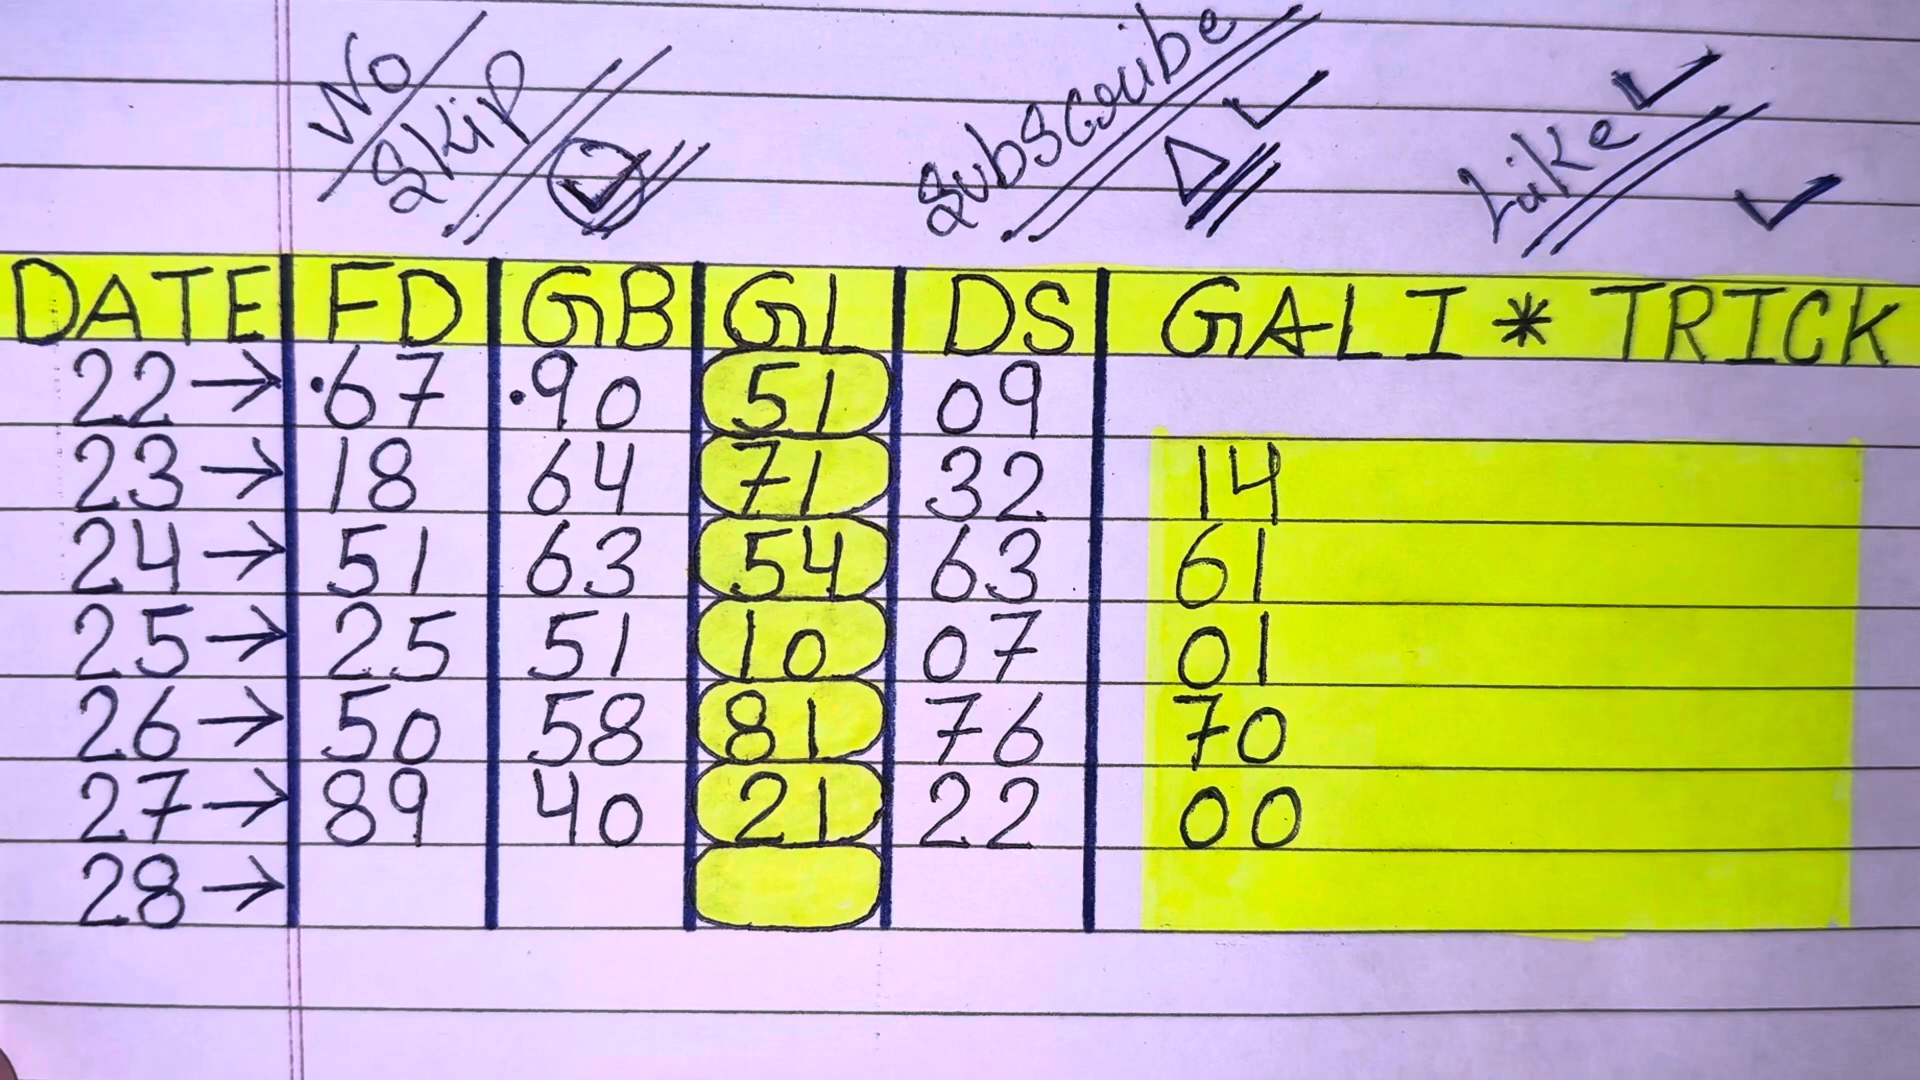 No Skip Subscribe Like
DATE FD GB GL DS GALI * TRICK
22→ .67 .90 51 09
23→ 18 64 71 32 14
24→ 51 63 54 63 61
25→ 25 51 10 07 01
26→ 50 58 81 76 70
27→ 89 40 21 22 00
28→